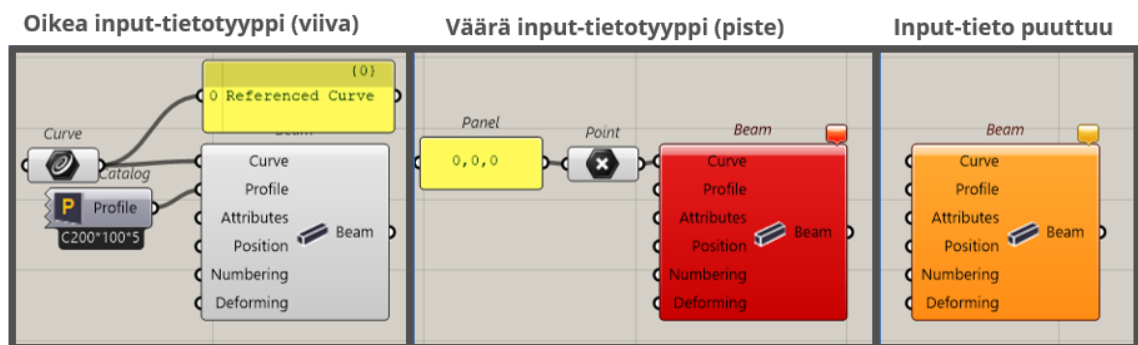 Oikea input-tietotyyppi (viiva)
{0}
0 Referenced Curve
Curve
Beam
Catalog
P Profile
C200*100*5
Curve
Profile
Attributes
Position
Numbering
Deforming
Beam
Väärä input-tietotyyppi (piste)
Panel
0,0,0
Point
Beam
Curve
Profile
Attributes
Position
Numbering
Deforming
Beam
Input-tieto puuttuu
Beam
Curve
Profile
Attributes
Position
Numbering
Deforming
Beam